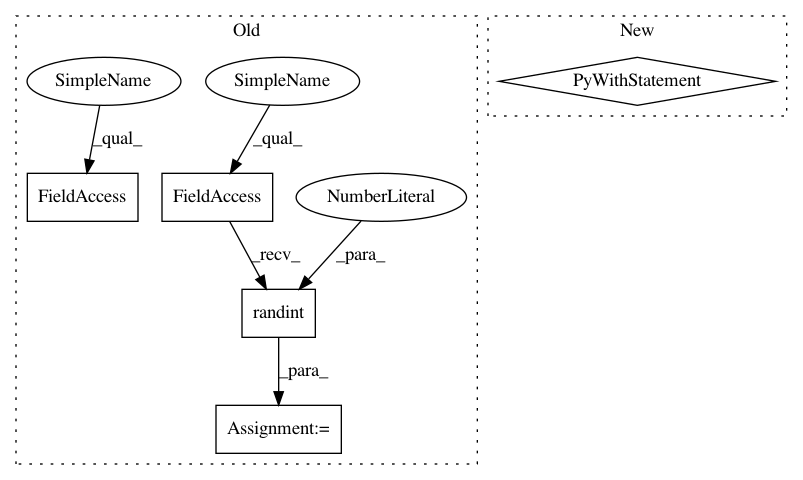 Old
New
SimpleName
SimpleName
PyWithStatement
_qual_
_qual_
FieldAccess
FieldAccess
NumberLiteral
_recv_
_para_
randint
_para_
Assignment:=